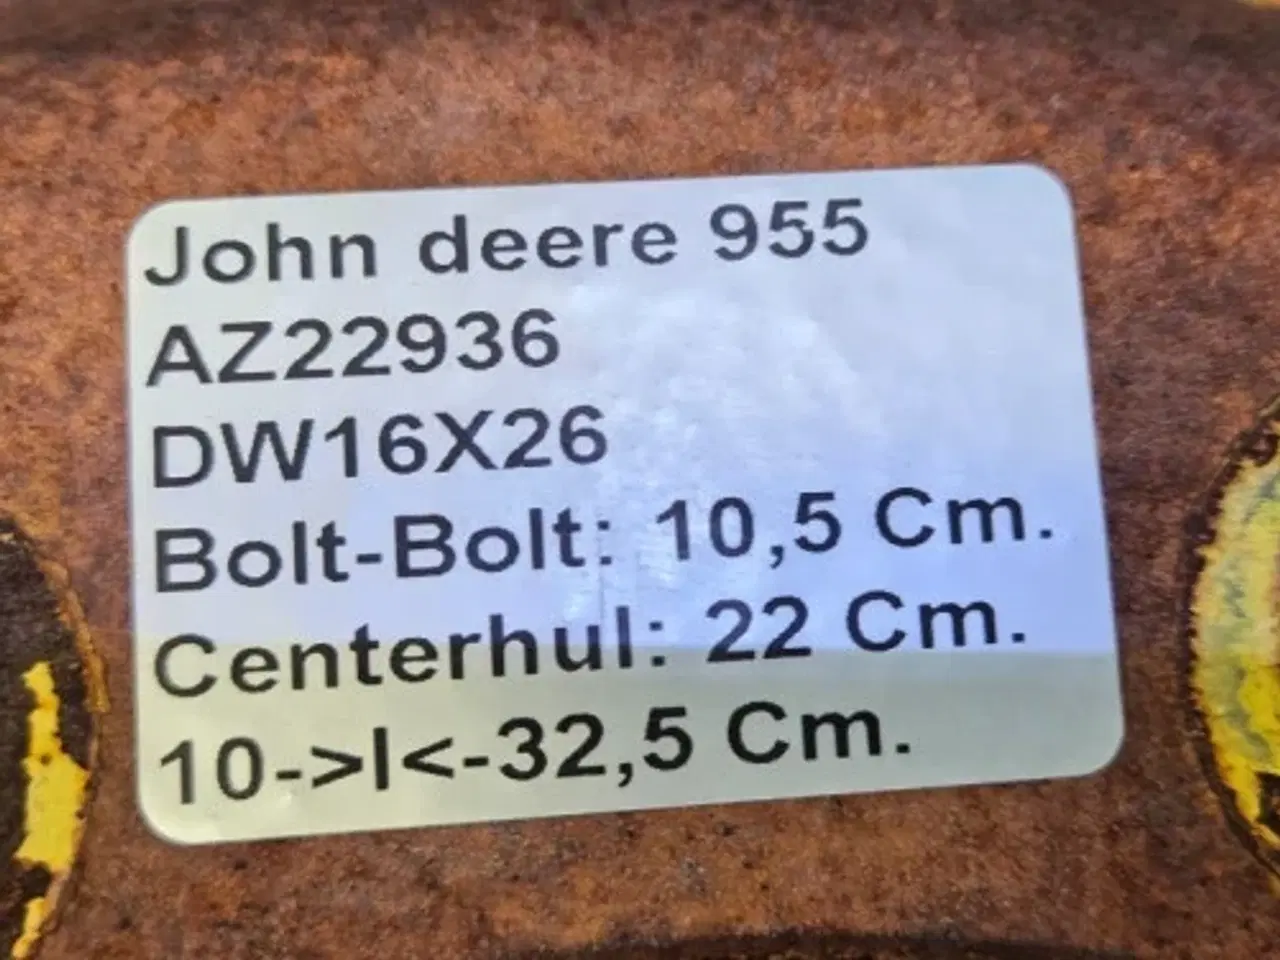 John deere 955
AZ22936
DW16X26
Bolt-Bolt: 10,5 Cm.
Centerhul: 22 Cm.
10->|<-32,5 Cm.